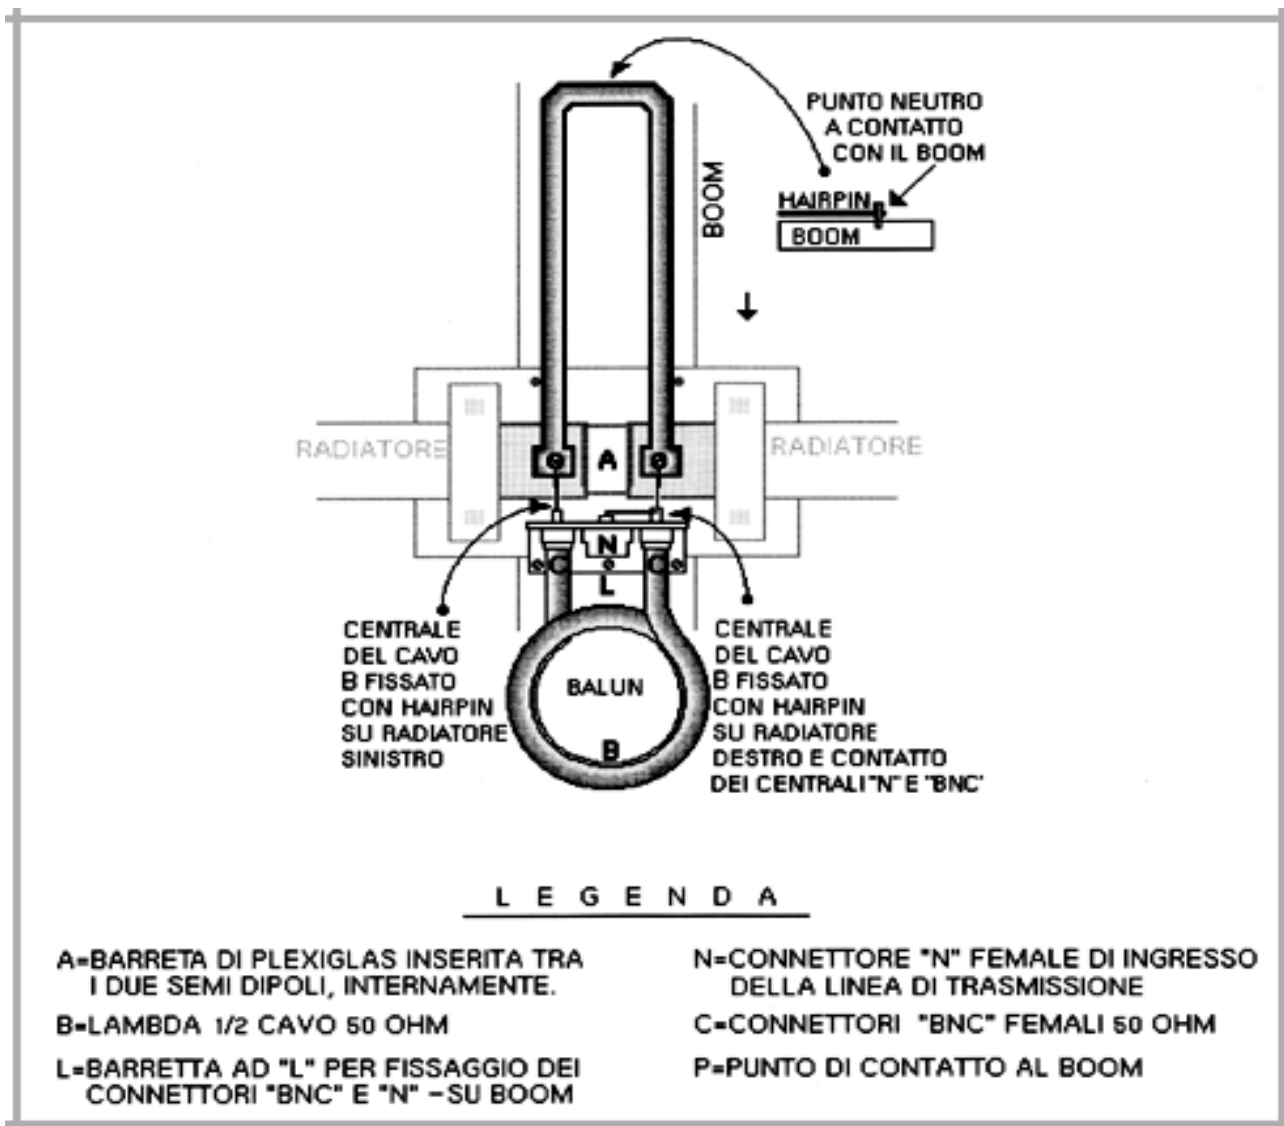 PUNTO NEUTRO
A CONTATTO
CON IL BOOM
HAIRPIN
BOOM
BOOM
RADIATORE
A
RADIATORE
N
C
C
L
CENTRALE
DEL CAVO
B FISSATO
CON HAIRPIN
SU RADIATORE
SINISTRO
BALUN
B
CENTRALE
DEL CAVO
B FISSATO
CON HAIRPIN
SU RADIATORE
DESTRO E CONTATTO
DEI CENTRALI "N" E "BNC"
LEGENDA
A=BARRETA DI PLEXIGLAS INSERITA TRA
I DUE SEMI DIPOLI, INTERNAMENTE.
B=LAMBDA 1/2 CAVO 50 OHM
L=BARRETTA AD "L" PER FISSAGGIO DEI
CONNETTORI "BNC" E "N" -SU BOOM
N=CONNETTORE "N" FEMALE DI INGRESSO
DELLA LINEA DI TRASMISSIONE
C=CONNETTORI "BNC" FEMALI 50 OHM
P=PUNTO DI CONTATTO AL BOOM